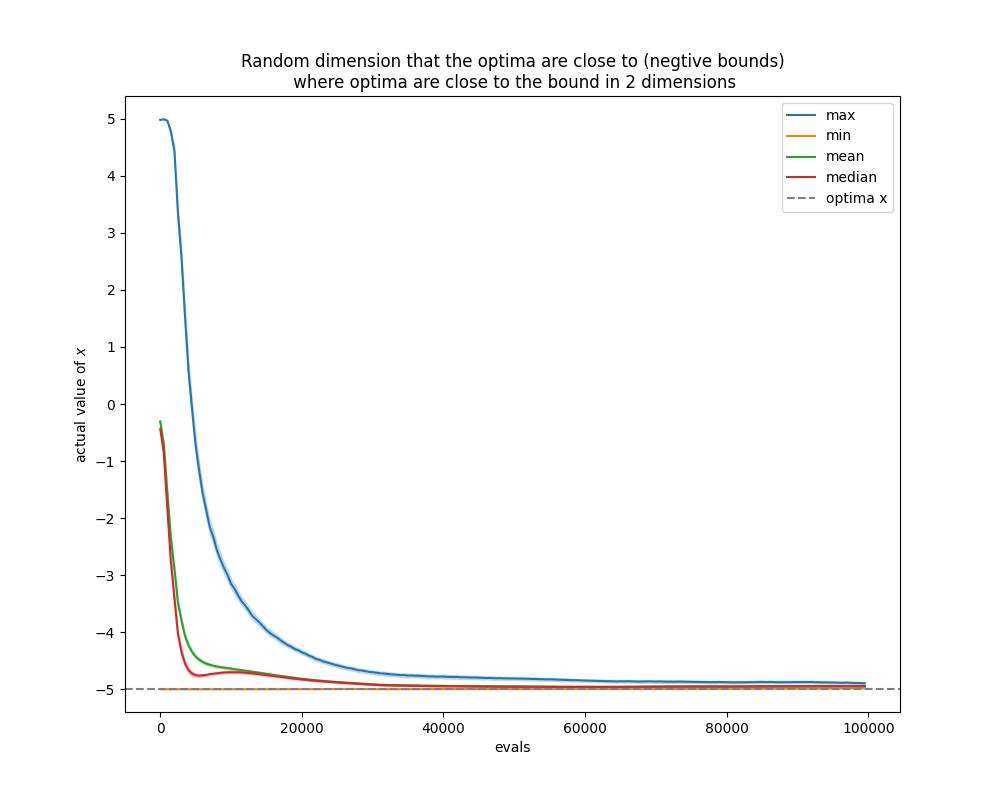 Random dimension that the optima are close to (negtive bounds)
where optima are close to the bound in 2 dimensions
max
min
mean
median
optima x
5
4
3
2
1
0
−1
−2
−3
−4
−5
actual value of x
0
20000
40000
60000
80000
100000
evals